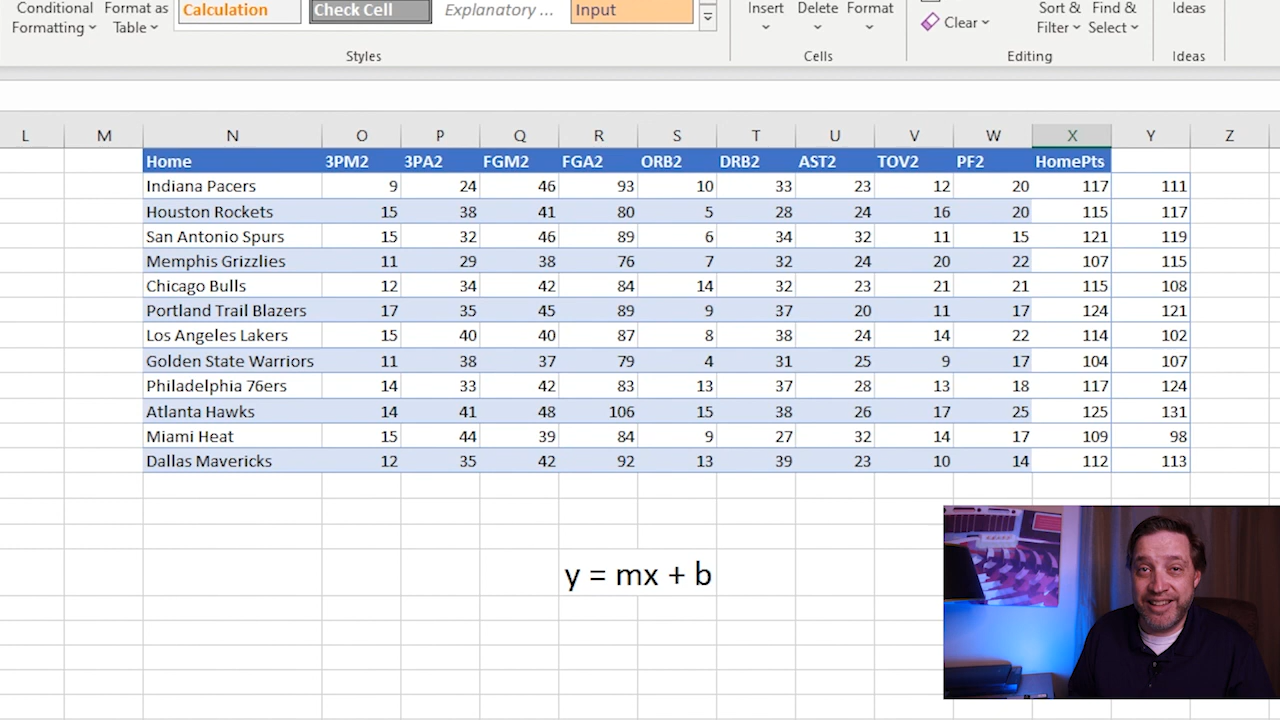 Conditional Format as Calculation Check Cell Explanatory ... Input Insert Delete Format Clear Sort & Find & Ideas
Formatting Table Filter Select
Styles Cells Editing Ideas
L M N O P Q R S T U V W X Y Z
Home 3PM2 3PA2 FGM2 FGA2 ORB2 DRB2 AST2 TOV2 PF2 HomePts
Indiana Pacers 9 24 46 93 10 33 23 12 20 117 111
Houston Rockets 15 38 41 80 5 28 24 16 20 115 117
San Antonio Spurs 15 32 46 89 6 34 32 11 15 121 119
Memphis Grizzlies 11 29 38 76 7 32 24 20 22 107 115
Chicago Bulls 12 34 42 84 14 32 23 21 21 115 108
Portland Trail Blazers 17 35 45 89 9 37 20 11 17 124 121
Los Angeles Lakers 15 40 40 87 8 38 24 14 22 114 102
Golden State Warriors 11 38 37 79 4 31 25 9 17 104 107
Philadelphia 76ers 14 33 42 83 13 37 28 13 18 117 124
Atlanta Hawks 14 41 48 106 15 38 26 17 25 125 131
Miami Heat 15 44 39 84 9 27 32 14 17 109 98
Dallas Mavericks 12 35 42 92 13 39 23 10 14 112 113
y = mx + b